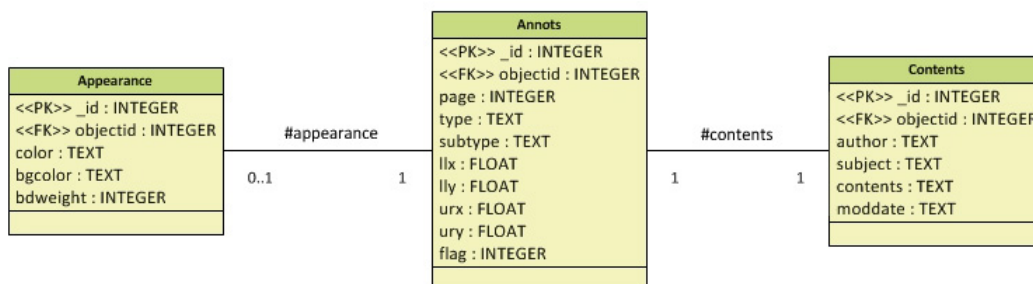 Appearance
<<PK>> _id : INTEGER
<<FK>> objectid : INTEGER
color : TEXT
bgcolor : TEXT
bdweight : INTEGER
#appearance
0..1
1
Annots
<<PK>> _id : INTEGER
<<FK>> objectid : INTEGER
page : INTEGER
type : TEXT
subtype : TEXT
llx : FLOAT
lly : FLOAT
urx : FLOAT
ury : FLOAT
flag : INTEGER
#contents
1
1
Contents
<<PK>> _id : INTEGER
<<FK>> objectid : INTEGER
author : TEXT
subject : TEXT
contents : TEXT
moddate : TEXT